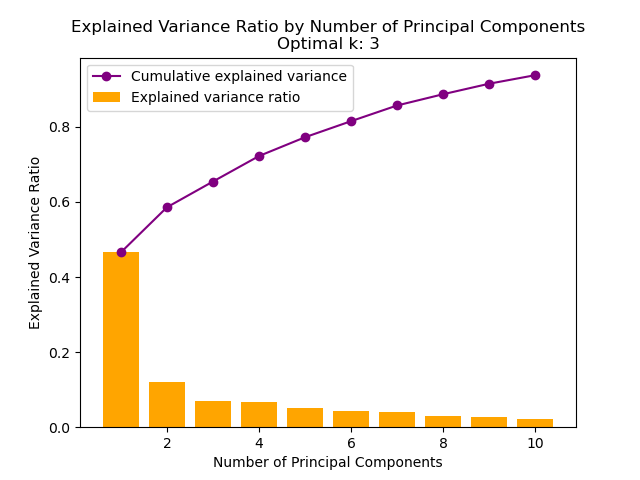 Explained Variance Ratio by Number of Principal Components
Optimal k: 3
Cumulative explained variance
Explained variance ratio
Explained Variance Ratio
0.8
0.6
0.4
0.2
0.0
2 4 6 8 10
Number of Principal Components